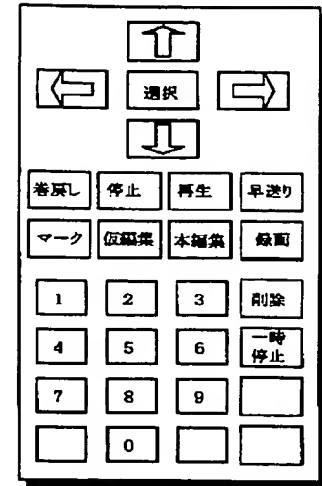 選択
巻戻し 停止 再生 早送り
マーク 仮編集 本編集 録画
1 2 3 削除
4 5 6 一時
停止
7 8 9
0